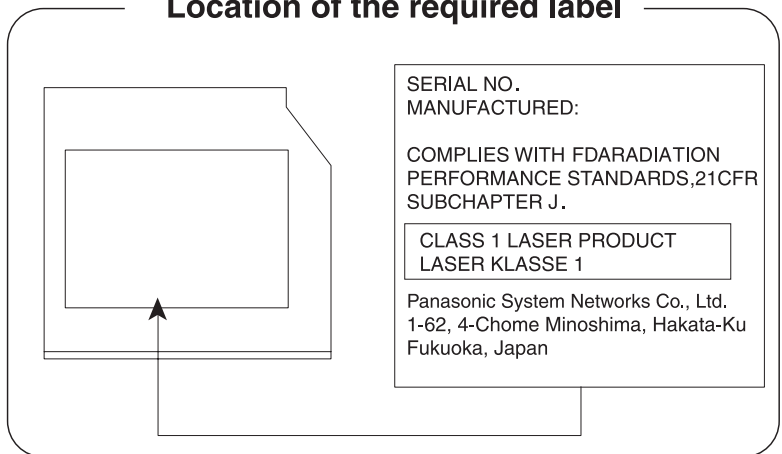 Location of the required label
SERIAL NO.
MANUFACTURED:
COMPLIES WITH FDARADIATION
PERFORMANCE STANDARDS,21CFR
SUBCHAPTER J.
CLASS 1 LASER PRODUCT
LASER KLASSE 1
Panasonic System Networks Co., Ltd.
1-62, 4-Chome Minoshima, Hakata-Ku
Fukuoka, Japan